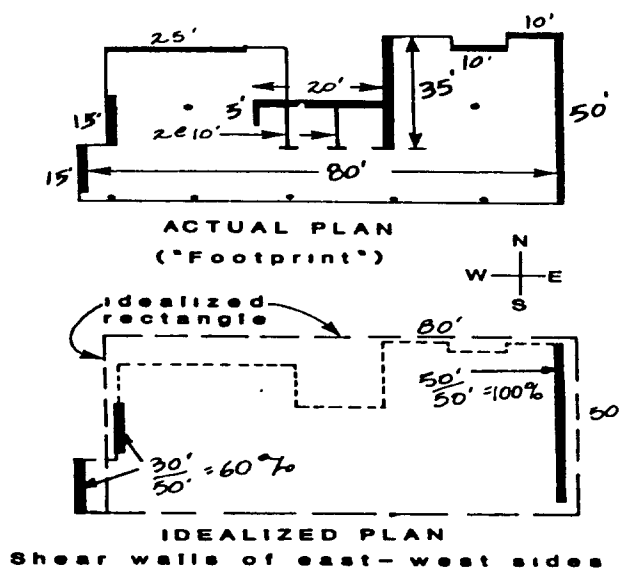 10'
25'
10'
20'
35'
5'
50'
15'
2@10'
15'
80'
ACTUAL PLAN
("Footprint")
N
W E
S
idealized
rectangle
80'
50'/50' = 100%
50
30'/50' = 60%
IDEALIZED PLAN
Shear walls of east-west sides